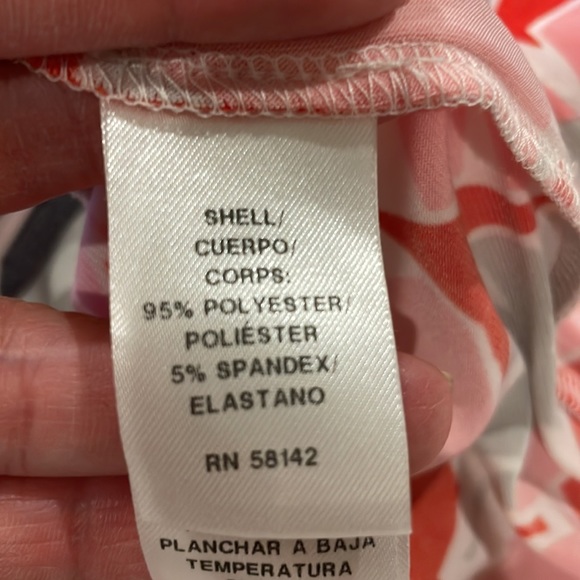 SHELL/
CUERPO/
CORPS:
95% POLYESTER/
POLIÉSTER
5% SPANDEX/
ELASTANO
RN 58142
PLANCHAR A BAJA
TEMPERATURA